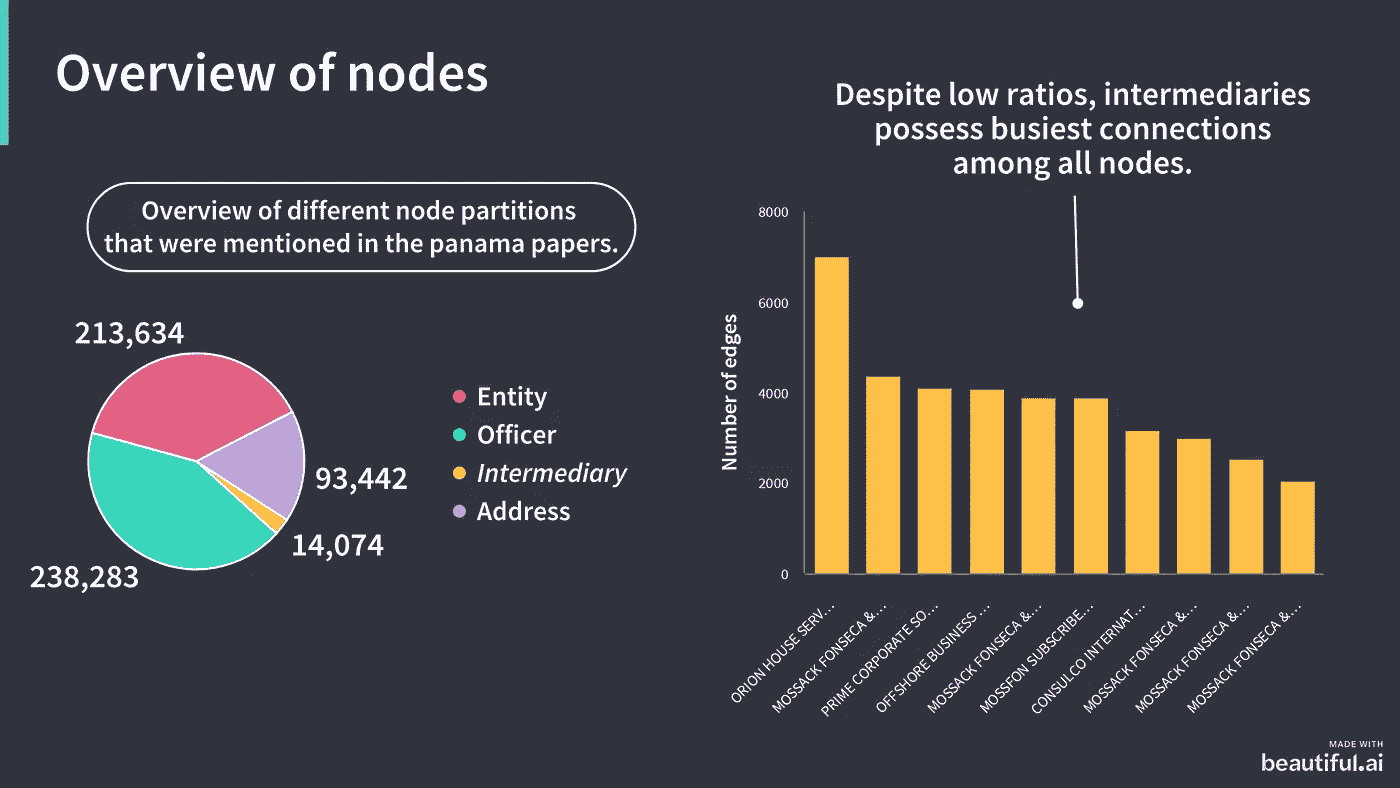 Overview of nodes
Overview of different node partitions
that were mentioned in the panama papers.
213,634
93,442
14,074
238,283
Entity
Officer
Intermediary
Address
Despite low ratios, intermediaries
possess busiest connections
among all nodes.
Number of edges
8000
6000
4000
2000
0
ORION HOUSE SERV...
MOSSACK FONSECA &...
PRIME CORPORATE SO...
OFFSHORE BUSINESS ...
MOSSACK FONSECA &...
MOSSFON SUBSCRIBE...
CONSULCO INTERNAT...
MOSSACK FONSECA &...
MOSSACK FONSECA &...
MOSSACK FONSECA &...
MADE WITH
beautiful.ai